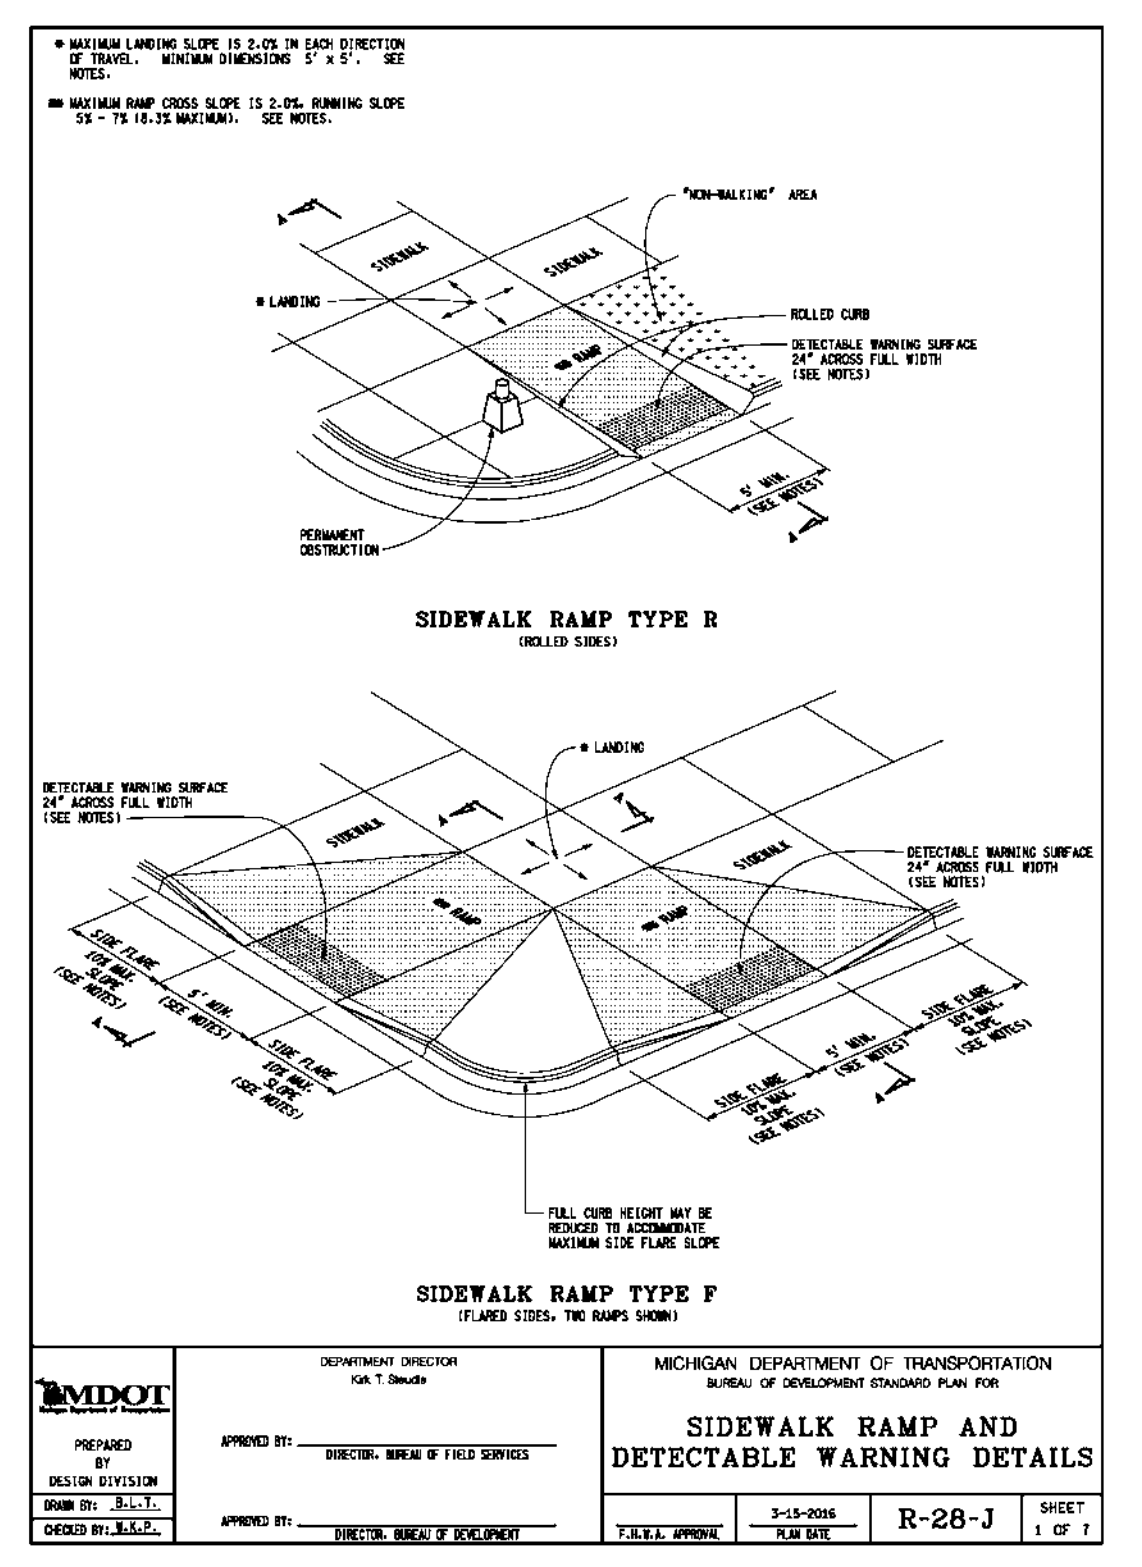 * MAXIMUM LANDING SLOPE IS 2.0% IN EACH DIRECTION
OF TRAVEL. MINIMUM DIMENSIONS 5' x 5'. SEE
NOTES.
** MAXIMUM RAMP CROSS SLOPE IS 2.0%. RUNNING SLOPE
5% - 7% (8.3% MAXIMUM). SEE NOTES.
"NON-WALKING" AREA
A
SIDEWALK
SIDEWALK
* LANDING
ROLLED CURB
DETECTABLE WARNING SURFACE
24" ACROSS FULL WIDTH
(SEE NOTES)
** RAMP
5' MIN.
(SEE NOTES)
A
PERMANENT
OBSTRUCTION
SIDEWALK RAMP TYPE R
(ROLLED SIDES)
* LANDING
DETECTABLE WARNING SURFACE
24" ACROSS FULL WIDTH
(SEE NOTES)
A
A
SIDEWALK
SIDEWALK
DETECTABLE WARNING SURFACE
24" ACROSS FULL WIDTH
(SEE NOTES)
** RAMP
** RAMP
SIDE FLARE
10% MAX.
SLOPE
(SEE NOTES)
5' MIN.
(SEE NOTES)
SIDE FLARE
10% MAX.
SLOPE
(SEE NOTES)
A
SIDE FLARE
10% MAX.
SLOPE
(SEE NOTES)
5' MIN.
(SEE NOTES)
SIDE FLARE
10% MAX.
SLOPE
(SEE NOTES)
A
FULL CURB HEIGHT MAY BE
REDUCED TO ACCOMMODATE
MAXIMUM SIDE FLARE SLOPE
SIDEWALK RAMP TYPE F
(FLARED SIDES, TWO RAMPS SHOWN)
MDOT
Michigan Department of Transportation
PREPARED
BY
DESIGN DIVISION
DRAWN BY: B.L.T.
CHECKED BY: W.K.P.
DEPARTMENT DIRECTOR
Kirk T. Steudle
APPROVED BY:
DIRECTOR, BUREAU OF FIELD SERVICES
APPROVED BY:
DIRECTOR, BUREAU OF DEVELOPMENT
MICHIGAN DEPARTMENT OF TRANSPORTATION
BUREAU OF DEVELOPMENT STANDARD PLAN FOR
SIDEWALK RAMP AND
DETECTABLE WARNING DETAILS
F.H.W.A. APPROVAL
3-15-2016
PLAN DATE
R-28-J
SHEET
1 OF 7